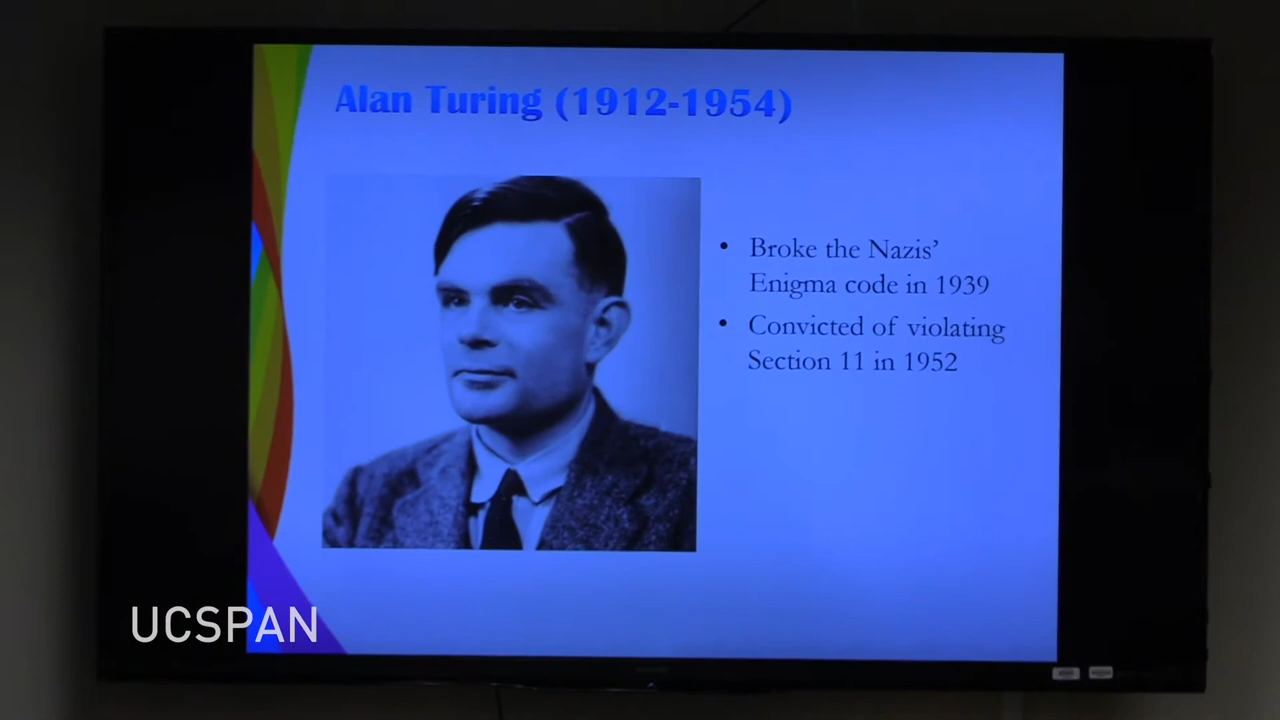 Alan Turing (1912-1954)
• Broke the Nazis’
Enigma code in 1939
• Convicted of violating
Section 11 in 1952
UCSPAN